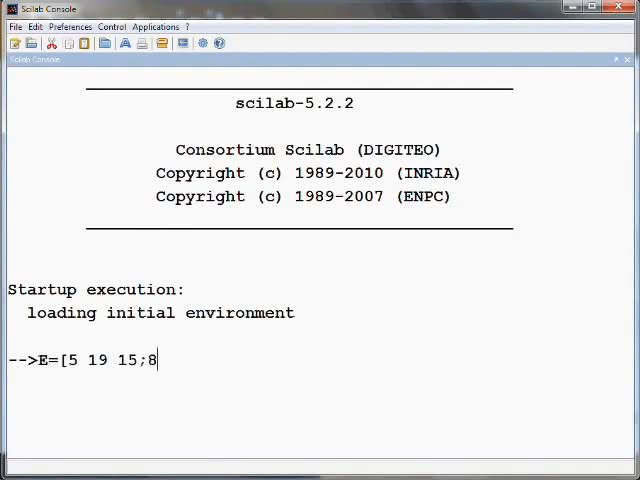 Scilab Console
File Edit Preferences Control Applications ?
Scilab Console
scilab-5.2.2
Consortium Scilab (DIGITEO)
Copyright (c) 1989-2010 (INRIA)
Copyright (c) 1989-2007 (ENPC)
Startup execution:
loading initial environment
-->E=[5 19 15;8